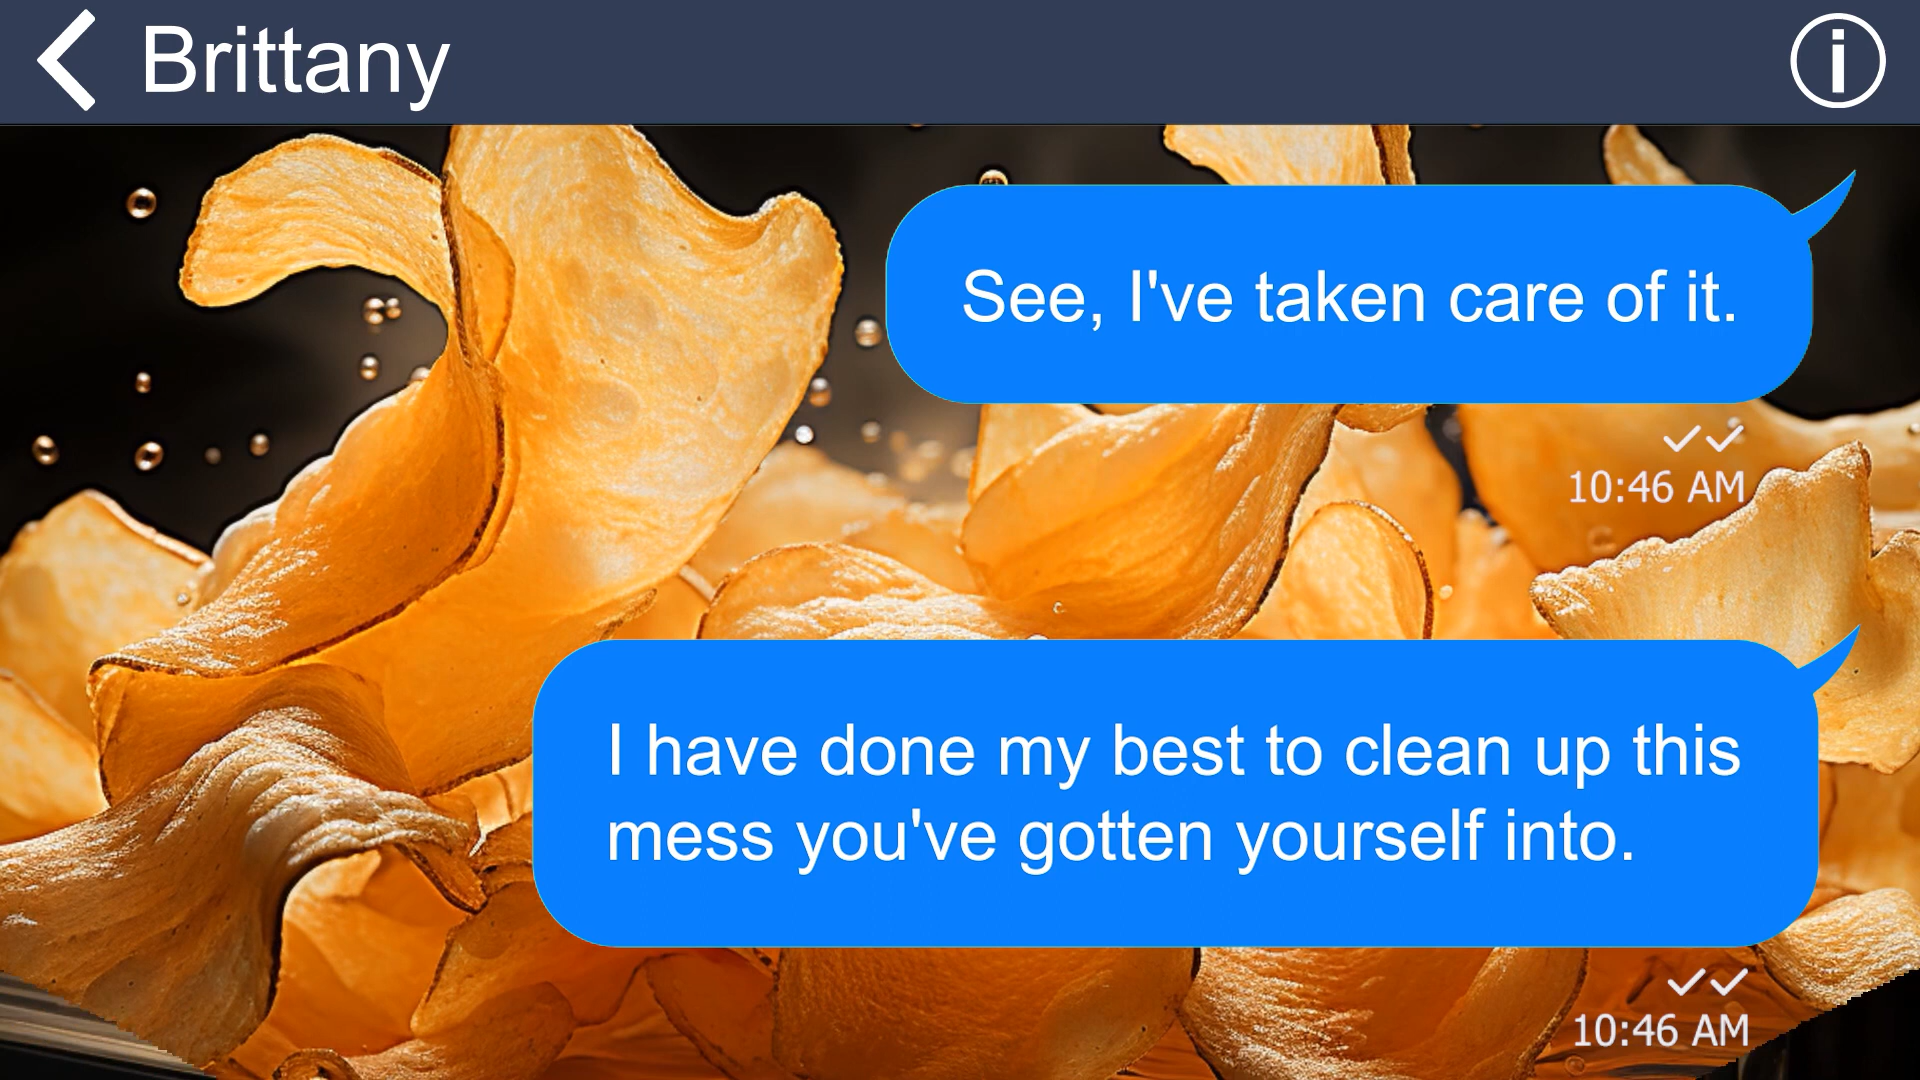 Brittany
See, I've taken care of it.
10:46 AM
I have done my best to clean up this
mess you've gotten yourself into.
10:46 AM